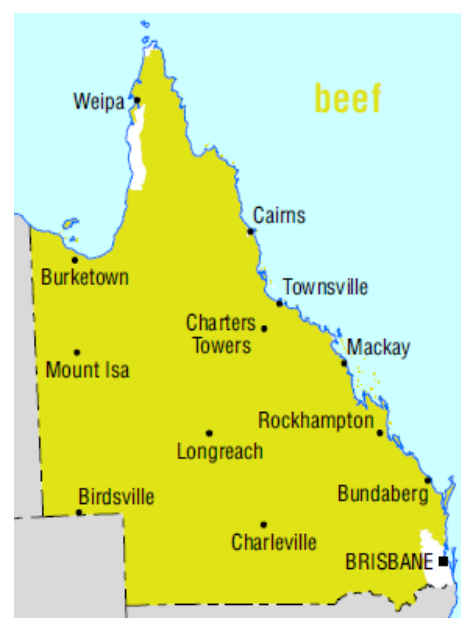 beef
Weipa
Cairns
Burketown
Townsville
Charters
Towers
Mackay
Mount Isa
Rockhampton
Longreach
Birdsville
Bundaberg
Charleville
BRISBANE